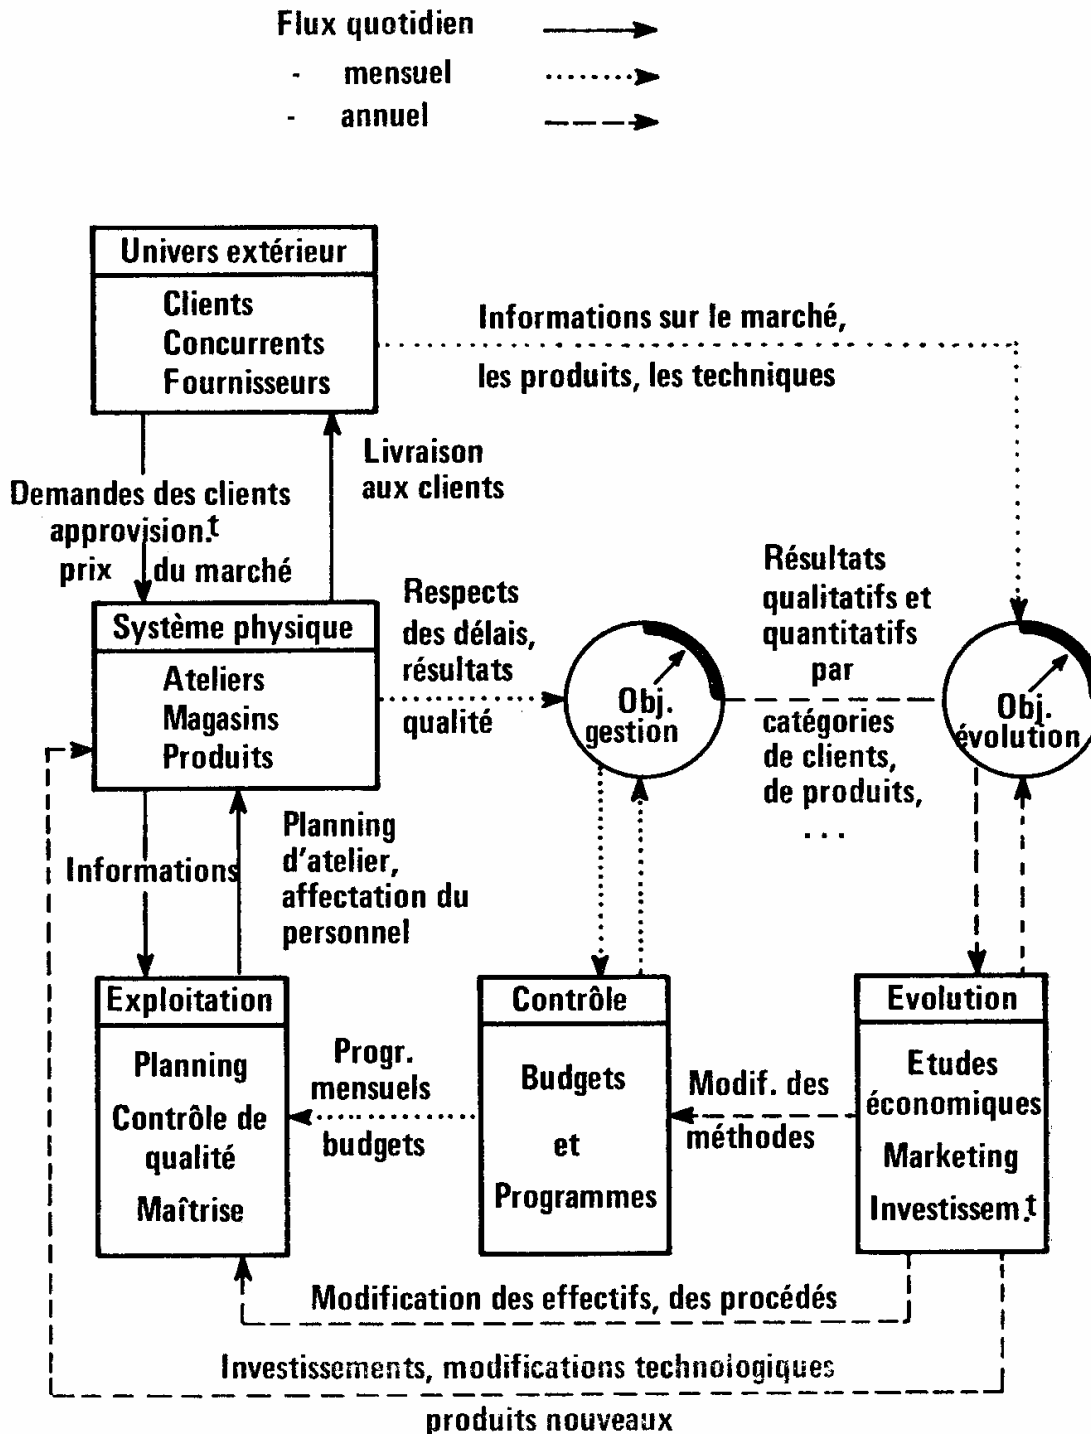 Flux quotidien
- mensuel
- annuel
Univers extérieur
Clients
Concurrents
Fournisseurs
Informations sur le marché,
les produits, les techniques
Livraison
aux clients
Demandes des clients
approvision.t
prix du marché
Système physique
Ateliers
Magasins
Produits
Respects
des délais,
résultats
qualité
Obj.
gestion
Résultats
qualitatifs et
quantitatifs
par
catégories
de clients,
de produits,
...
Obj.
évolution
Informations
Planning
d'atelier,
affectation du
personnel
Exploitation
Planning
Contrôle de
qualité
Maîtrise
Progr.
mensuels
budgets
Contrôle
Budgets
et
Programmes
Modif. des
méthodes
Evolution
Etudes
économiques
Marketing
Investissem.t
Modification des effectifs, des procédés
Investissements, modifications technologiques
produits nouveaux